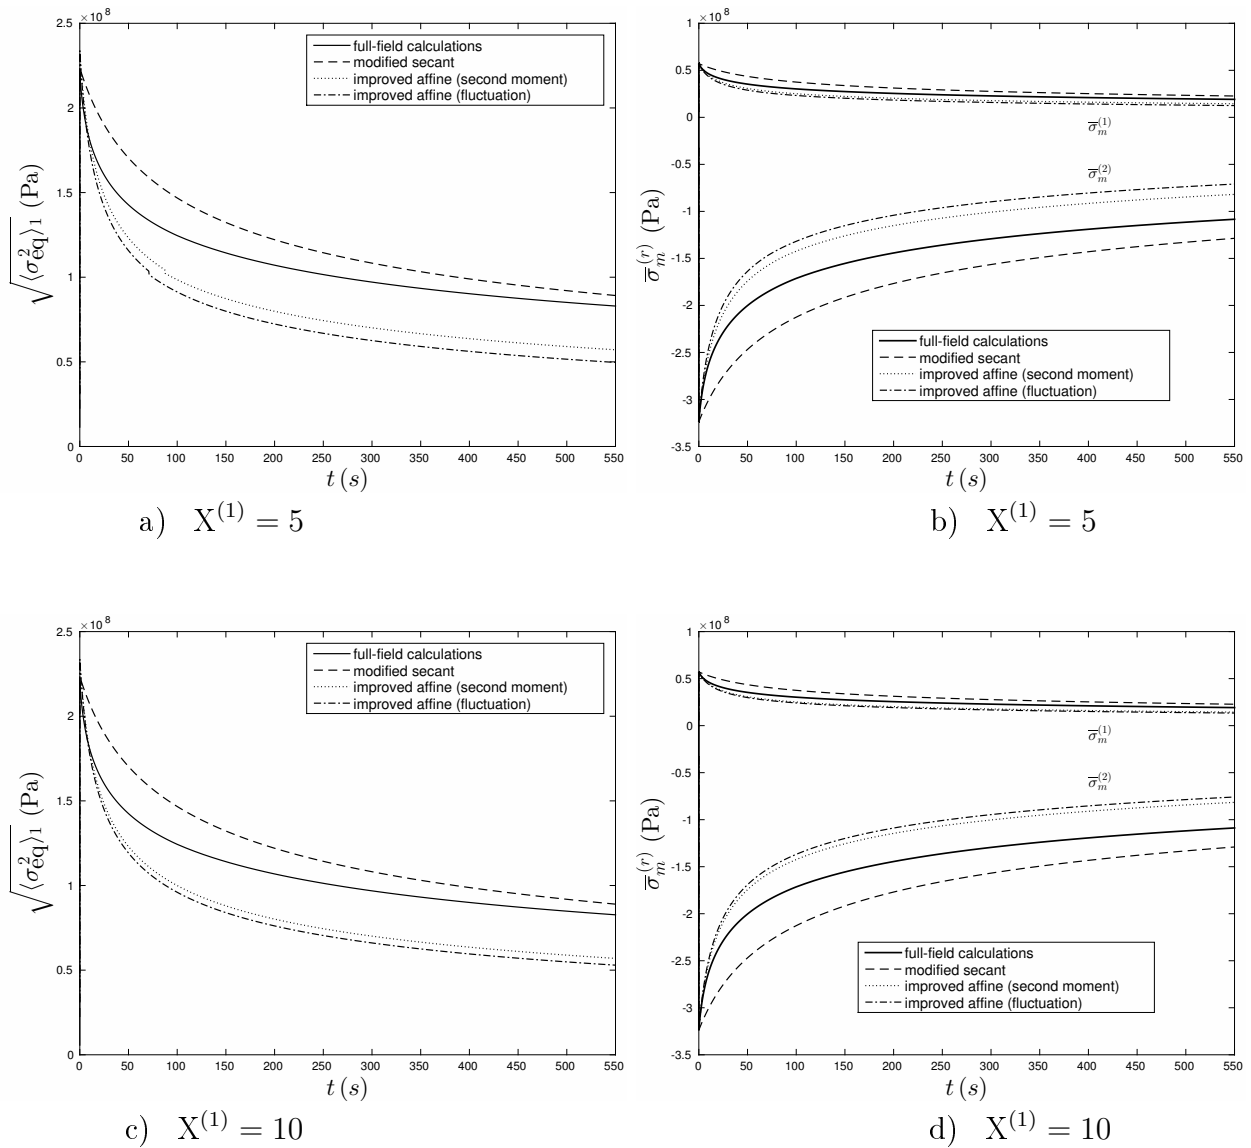 ×10⁸
2.5
2
1.5
1
0.5
0
√⟨σ²eq⟩1 (Pa)
full-field calculations
modified secant
improved affine (second moment)
improved affine (fluctuation)
0 50 100 150 200 250 300 350 400 450 500 550
t (s)
a) X⁽¹⁾ = 5
×10⁸
1
0.5
0
-0.5
-1
-1.5
-2
-2.5
-3
-3.5
σ̅m⁽ʳ⁾ (Pa)
σ̅m⁽¹⁾
σ̅m⁽²⁾
full-field calculations
modified secant
improved affine (second moment)
improved affine (fluctuation)
0 50 100 150 200 250 300 350 400 450 500 550
t (s)
b) X⁽¹⁾ = 5
×10⁸
2.5
2
1.5
1
0.5
0
√⟨σ²eq⟩1 (Pa)
full-field calculations
modified secant
improved affine (second moment)
improved affine (fluctuation)
0 50 100 150 200 250 300 350 400 450 500 550
t (s)
c) X⁽¹⁾ = 10
×10⁸
1
0.5
0
-0.5
-1
-1.5
-2
-2.5
-3
-3.5
σ̅m⁽ʳ⁾ (Pa)
σ̅m⁽¹⁾
σ̅m⁽²⁾
full-field calculations
modified secant
improved affine (second moment)
improved affine (fluctuation)
0 50 100 150 200 250 300 350 400 450 500 550
t (s)
d) X⁽¹⁾ = 10